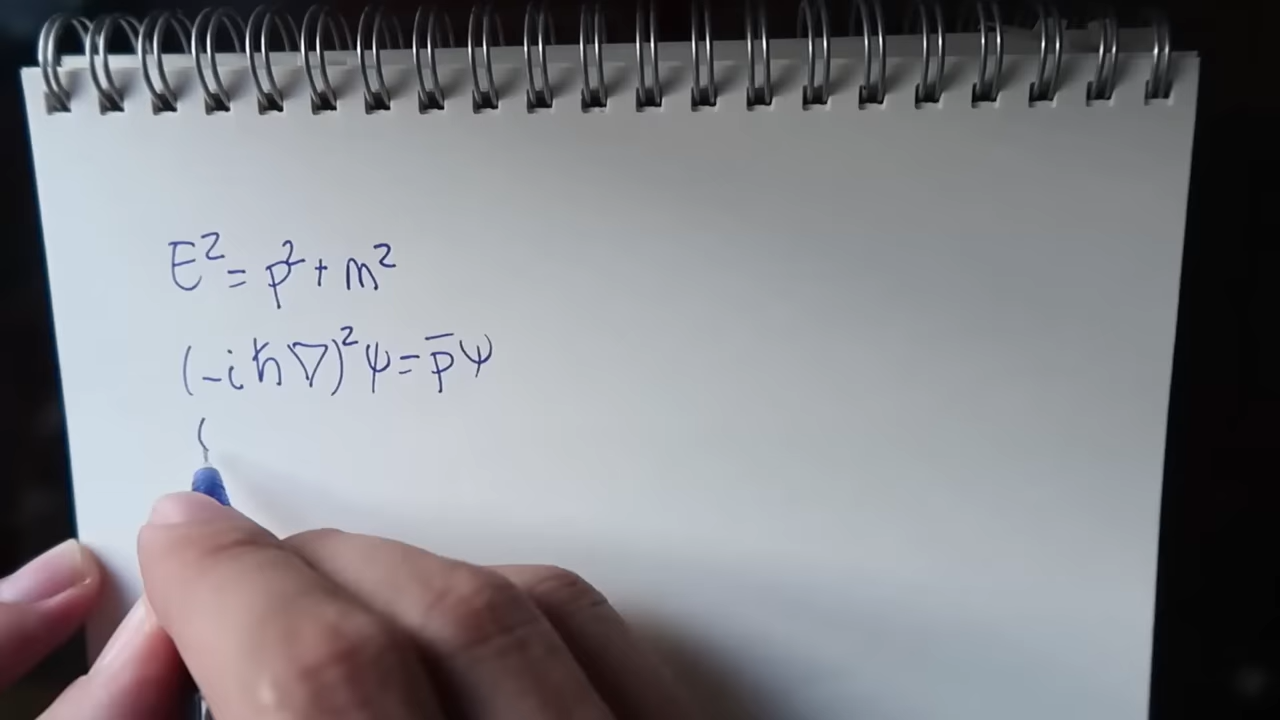 E² = p² + m²
(-iħ∇)²ψ = p̅ψ
(